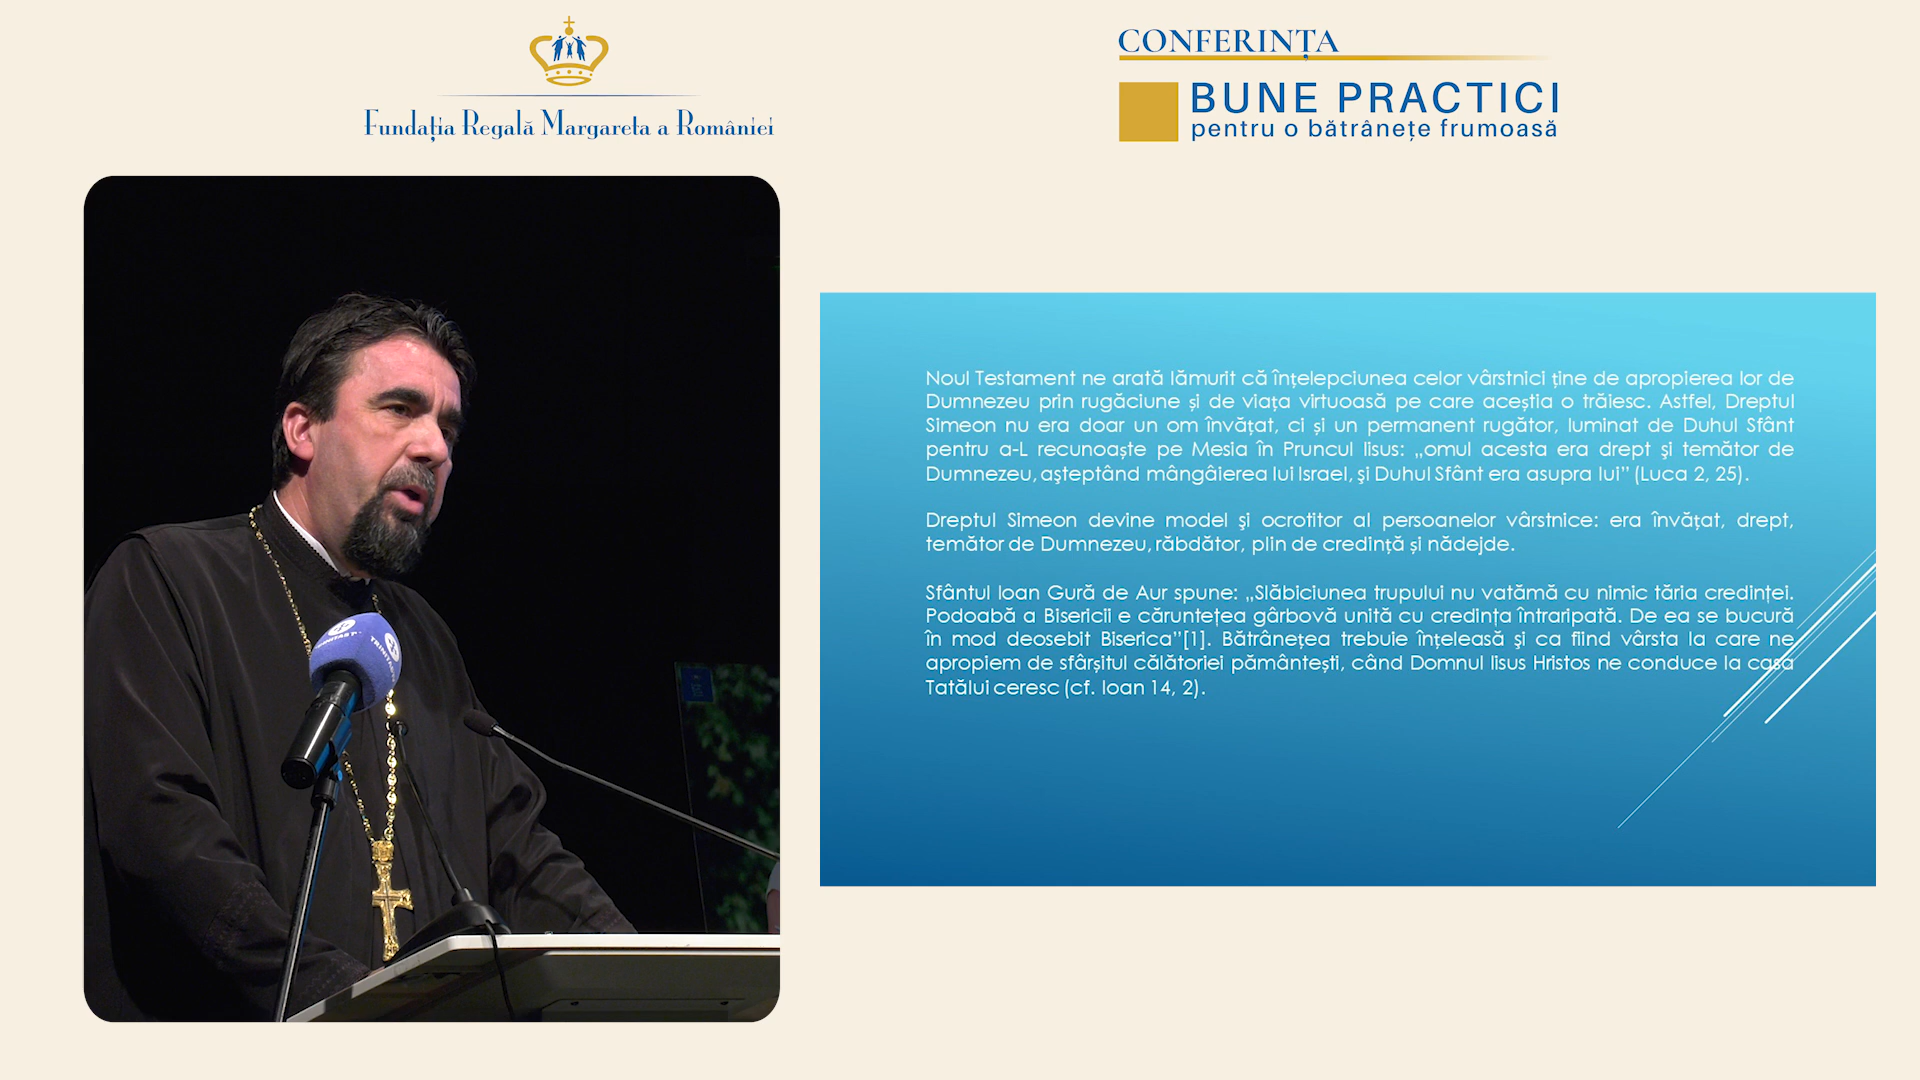 Fundația Regală Margareta a României
CONFERINȚA
BUNE PRACTICI
pentru o bătrânețe frumoasă
Noul Testament ne arată lămurit că înțelepciunea celor vârstnici ține de apropierea lor de
Dumnezeu prin rugăciune și de viața virtuoasă pe care aceștia o trăiesc. Astfel, Dreptul
Simeon nu era doar un om învățat, ci și un permanent rugător, luminat de Duhul Sfânt
pentru a-L recunoaște pe Mesia în Pruncul Iisus: „omul acesta era drept şi temător de
Dumnezeu, aşteptând mângâierea lui Israel, şi Duhul Sfânt era asupra lui” (Luca 2, 25).
Dreptul Simeon devine model şi ocrotitor al persoanelor vârstnice: era învățat, drept,
temător de Dumnezeu, răbdător, plin de credință și nădejde.
Sfântul Ioan Gură de Aur spune: „Slăbiciunea trupului nu vatămă cu nimic tăria credinței.
Podoabă a Bisericii e căruntețea gârbovă unită cu credința întraripată. De ea se bucură
în mod deosebit Biserica”[1]. Bătrânețea trebuie înțeleasă şi ca fiind vârsta la care ne
apropiem de sfârșitul călătoriei pământești, când Domnul Iisus Hristos ne conduce la casa
Tatălui ceresc (cf. Ioan 14, 2).